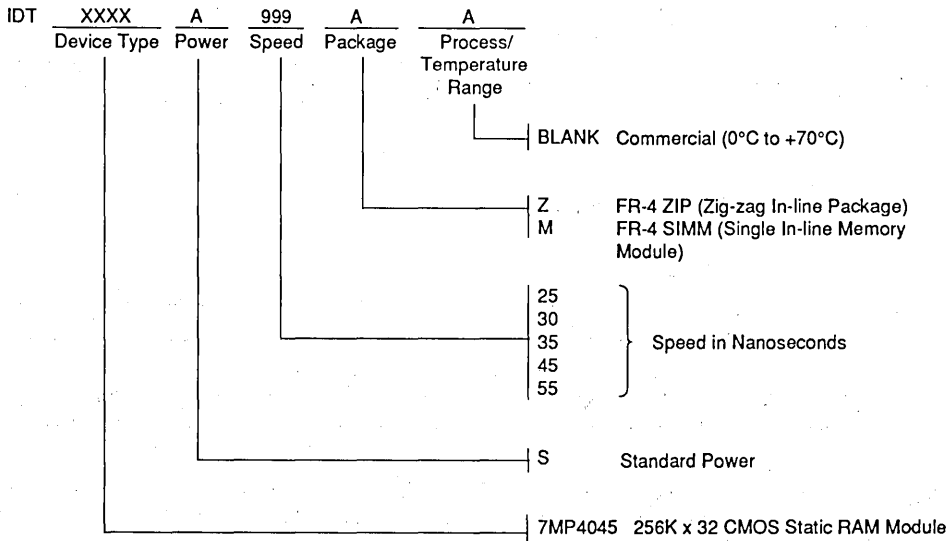 IDT XXXX A 999 A A
Device Type Power Speed Package Process/
Temperature
Range
BLANK Commercial (0°C to +70°C)
Z FR-4 ZIP (Zig-zag In-line Package)
M FR-4 SIMM (Single In-line Memory
Module)
25
30
35 Speed in Nanoseconds
45
55
S Standard Power
7MP4045 256K x 32 CMOS Static RAM Module